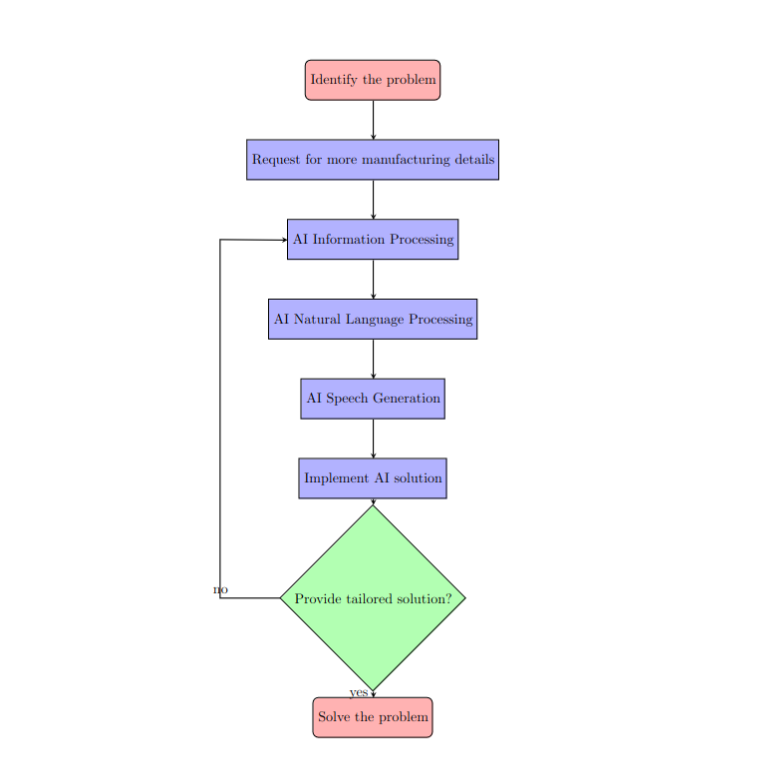 Identify the problem
Request for more manufacturing details
AI Information Processing
AI Natural Language Processing
AI Speech Generation
Implement AI solution
no
Provide tailored solution?
yes
Solve the problem